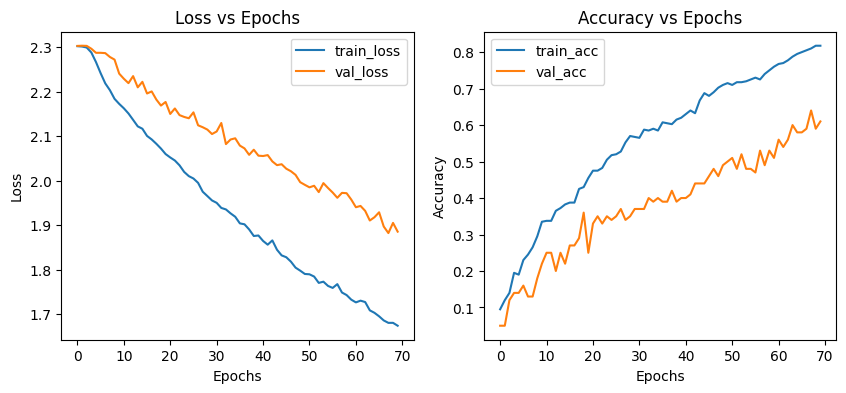 Loss vs Epochs
train_loss
val_loss
2.3
2.2
2.1
2.0
1.9
1.8
1.7
Loss
0 10 20 30 40 50 60 70
Epochs
Accuracy vs Epochs
train_acc
val_acc
0.8
0.7
0.6
0.5
0.4
0.3
0.2
0.1
Accuracy
0 10 20 30 40 50 60 70
Epochs